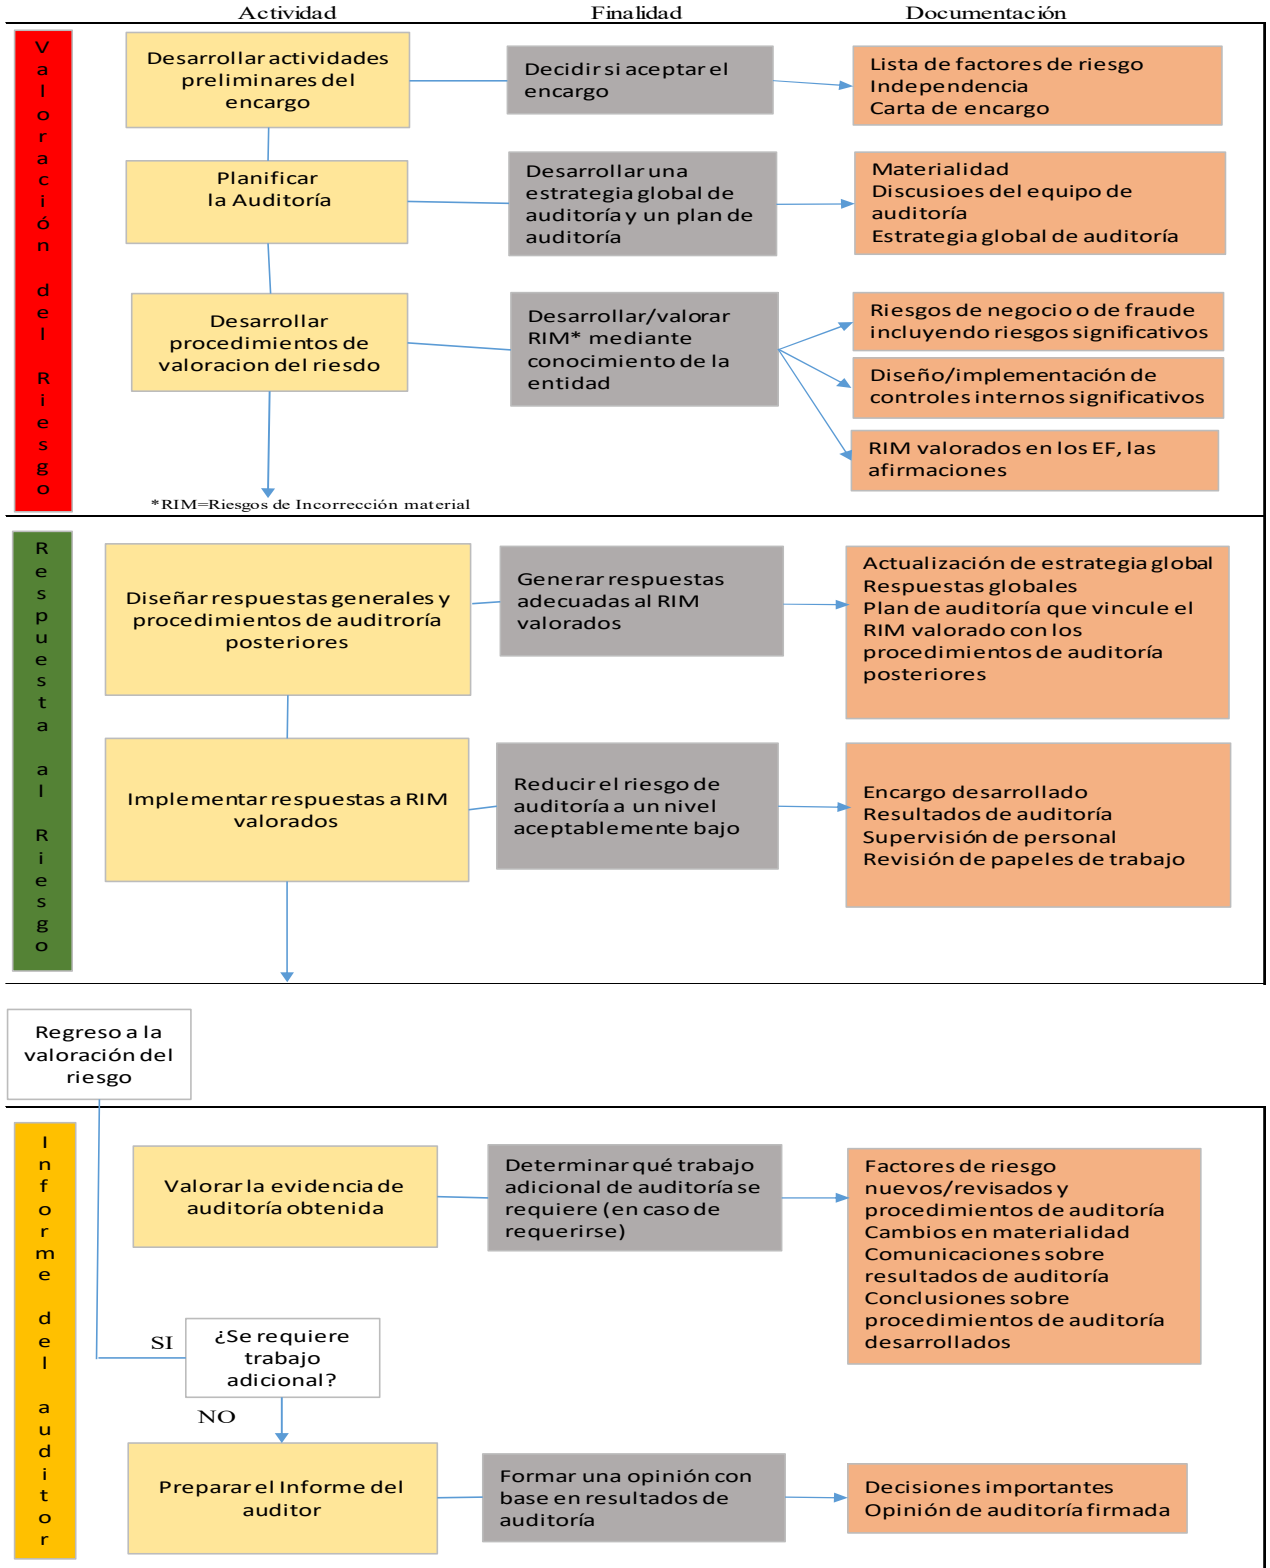 Actividad
Finalidad
Documentación
Valoración del Riesgo
Desarrollar actividades
preliminares del
encargo
Decidir si aceptar el
encargo
Lista de factores de riesgo
Independencia
Carta de encargo
Planificar
la Auditoría
Desarrollar una
estrategia global de
auditoría y un plan de
auditoría
Materialidad
Discusioes del equipo de
auditoría
Estrategia global de auditoría
Desarrollar
procedimientos de
valoracion del riesdo
Desarrollar/valorar
RIM* mediante
conocimiento de la
entidad
Riesgos de negocio o de fraude
incluyendo riesgos significativos
Diseño/implementación de
controles internos significativos
RIM valorados en los EF, las
afirmaciones
*RIM=Riesgos de Incorrección material
Respuesta al Riesgo
Diseñar respuestas generales y
procedimientos de auditroría
posteriores
Generar respuestas
adecuadas al RIM
valorados
Actualización de estrategia global
Respuestas globales
Plan de auditoría que vincule el
RIM valorado con los
procedimientos de auditoría
posteriores
Implementar respuestas a RIM
valorados
Reducir el riesgo de
auditoría a un nivel
aceptablemente bajo
Encargo desarrollado
Resultados de auditoría
Supervisión de personal
Revisión de papeles de trabajo
Regreso a la
valoración del
riesgo
Informe del auditor
Valorar la evidencia de
auditoría obtenida
Determinar qué trabajo
adicional de auditoría se
requiere (en caso de
requerirse)
Factores de riesgo
nuevos/revisados y
procedimientos de auditoría
Cambios en materialidad
Comunicaciones sobre
resultados de auditoría
Conclusiones sobre
procedimientos de auditoría
desarrollados
SI
¿Se requiere
trabajo
adicional?
NO
Preparar el Informe del
auditor
Formar una opinión con
base en resultados de
auditoría
Decisiones importantes
Opinión de auditoría firmada